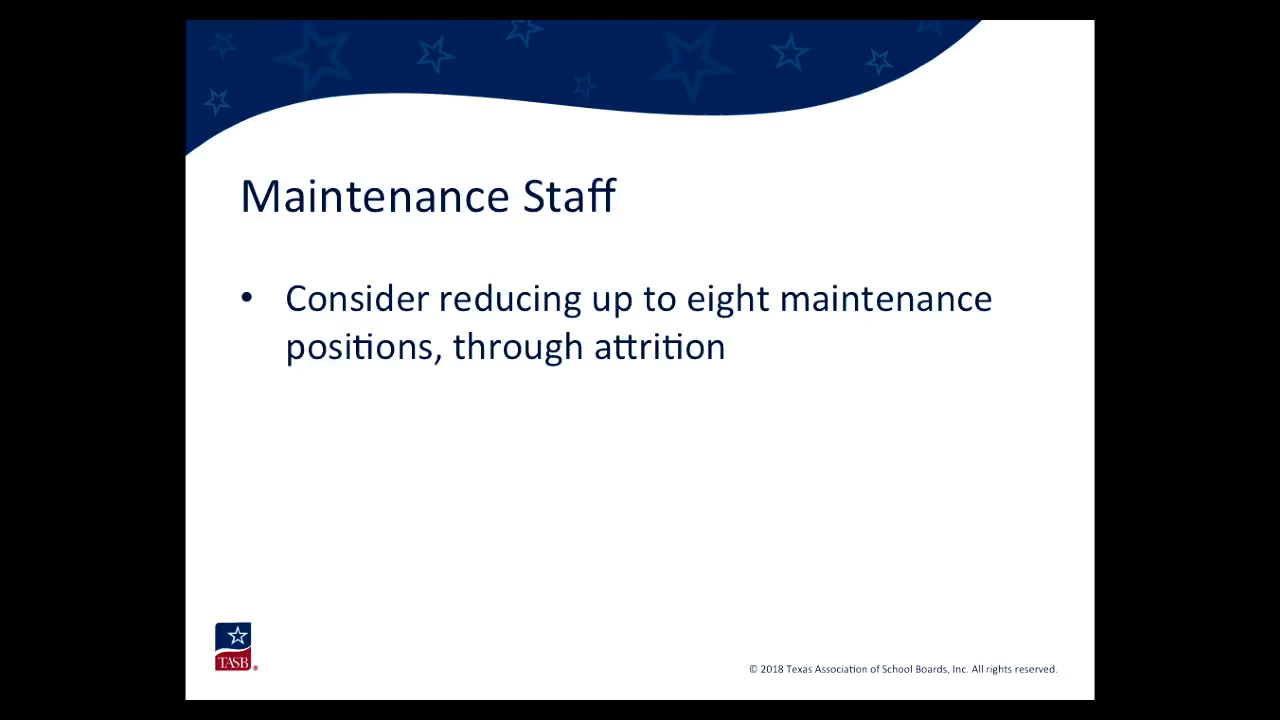 Maintenance Staff
• Consider reducing up to eight maintenance
positions, through attrition
TASB®
© 2018 Texas Association of School Boards, Inc. All rights reserved.